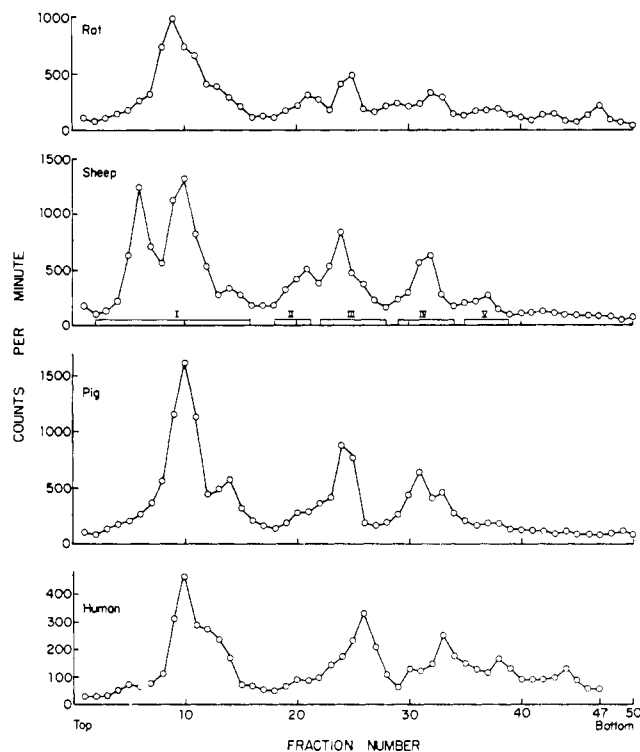 Rat
1000
500
0
Sheep
1500
1000
500
0
I II III IV V
COUNTS PER MINUTE
Pig
1500
1000
500
0
Human
400
300
200
100
0
10 20 30 40 47 50
Top Bottom
FRACTION NUMBER